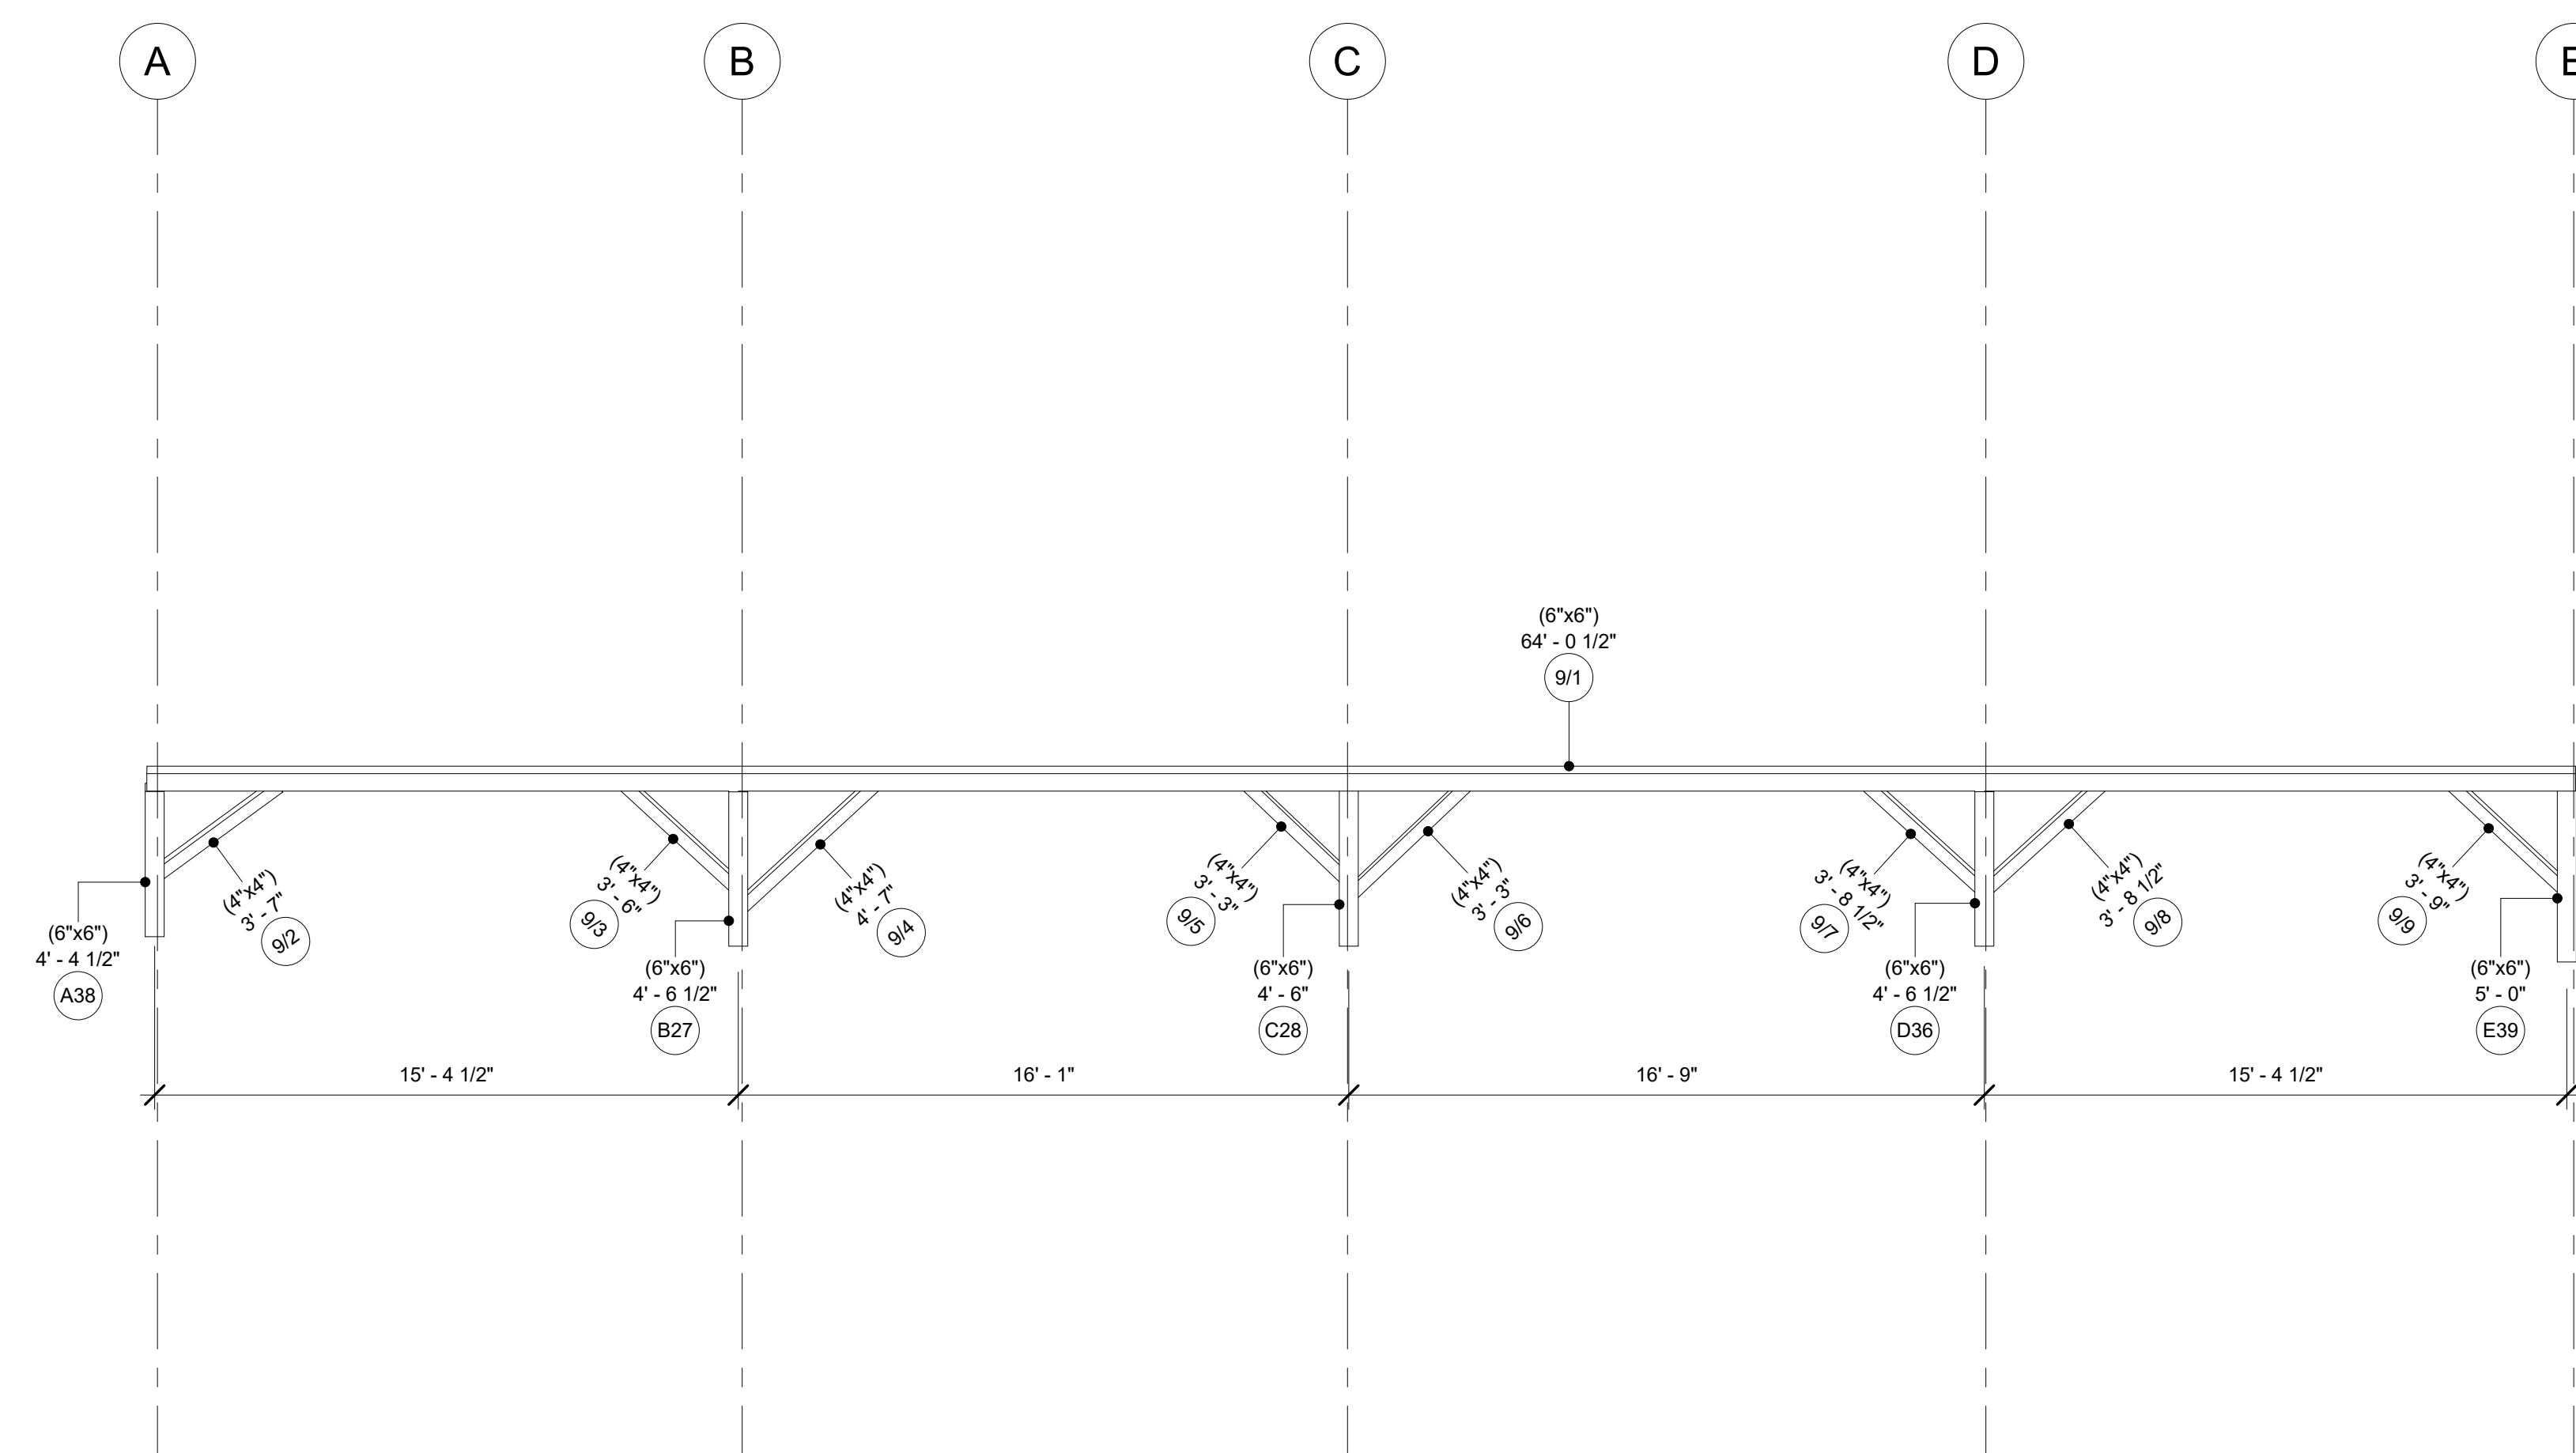 A
B
C
D
E
(6"x6")
64' - 0 1/2"
9/1
(4"x4")
3' - 7"
9/2
(4"x4")
3' - 6"
9/3
(4"x4")
4' - 7"
9/4
(4"x4")
3' - 3"
9/5
(4"x4")
3' - 3"
9/6
(4"x4")
3' - 8 1/2"
9/7
(4"x4")
3' - 8 1/2"
9/8
(4"x4")
3' - 9"
9/9
(6"x6")
4' - 4 1/2"
A38
(6"x6")
4' - 6 1/2"
B27
(6"x6")
4' - 6"
C28
(6"x6")
4' - 6 1/2"
D36
(6"x6")
5' - 0"
E39
15' - 4 1/2"
16' - 1"
16' - 9"
15' - 4 1/2"